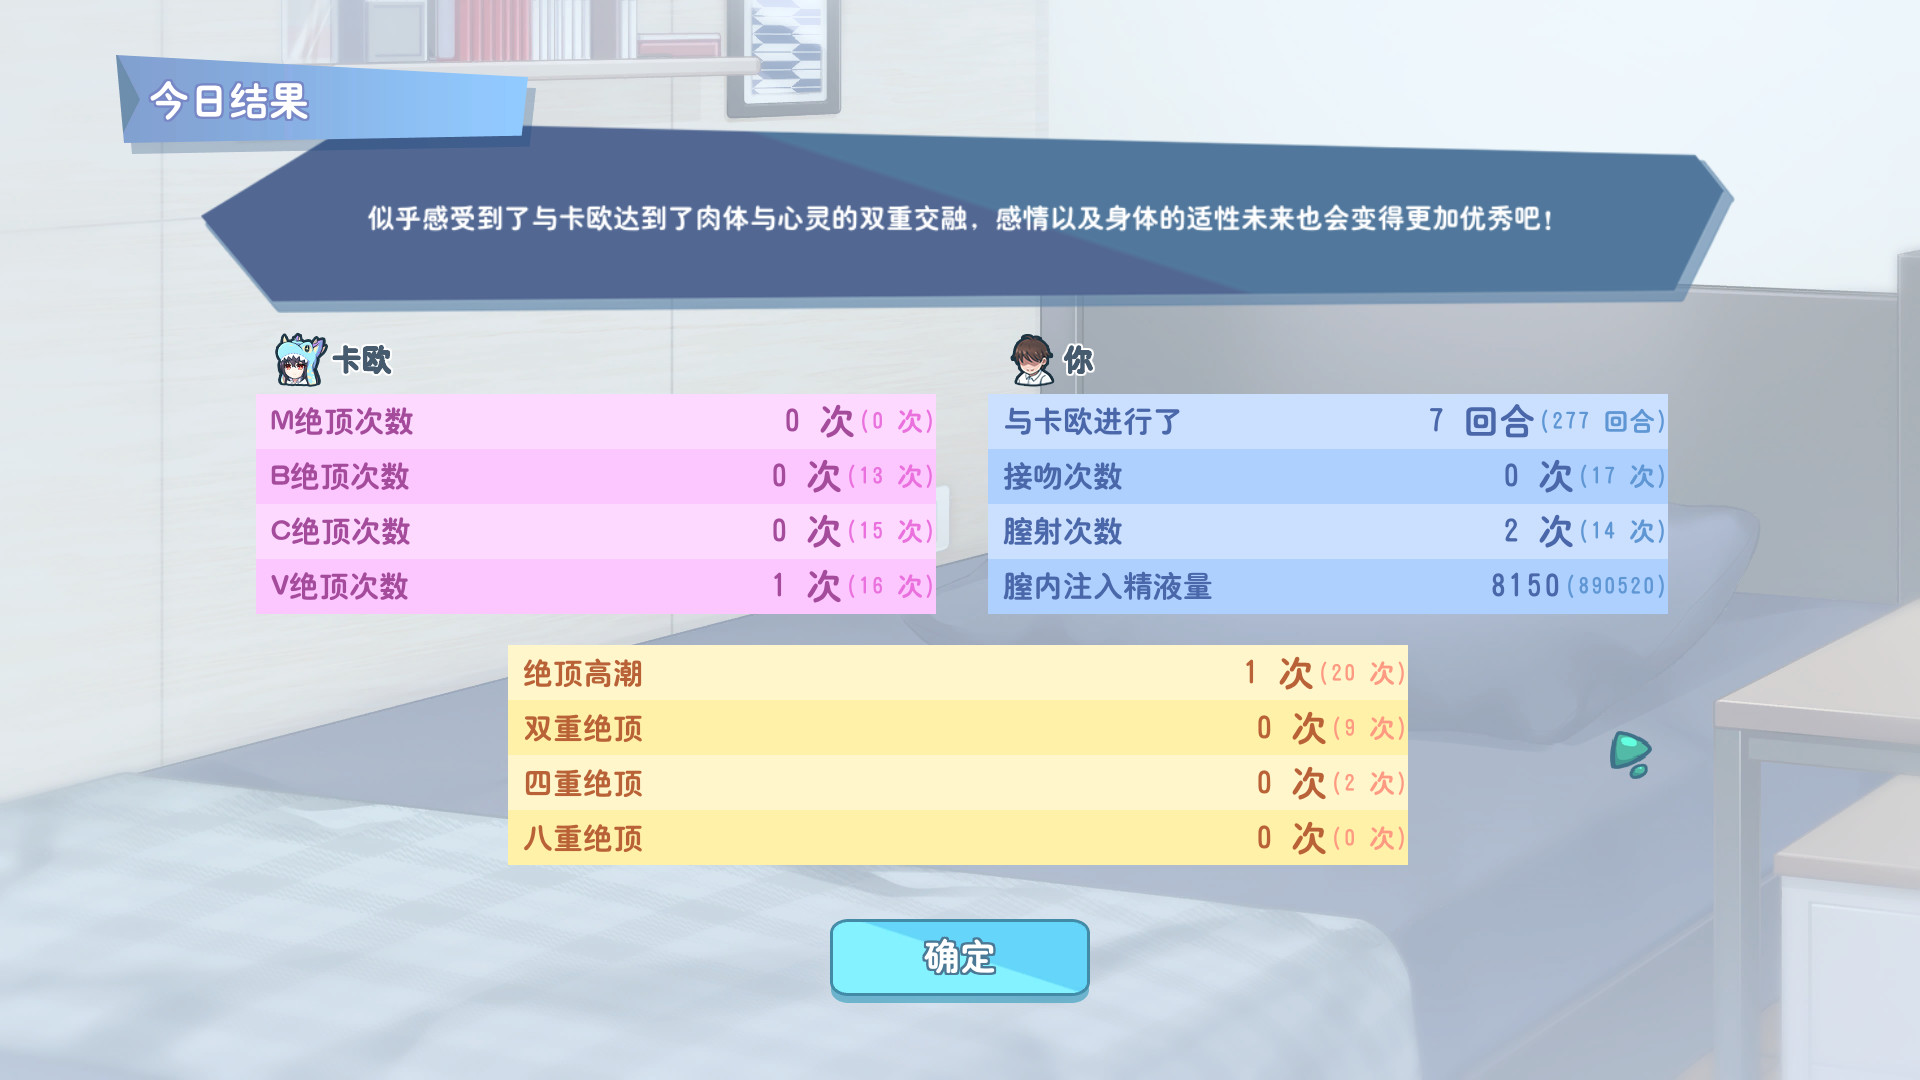 今日结果
似乎感受到了与卡欧达到了肉体与心灵的双重交融，感情以及身体的适性未来也会变得更加优秀吧！
卡欧
M绝顶次数 0 次(0 次)
B绝顶次数 0 次(13 次)
C绝顶次数 0 次(15 次)
V绝顶次数 1 次(16 次)
你
与卡欧进行了 7 回合(277 回合)
接吻次数 0 次(17 次)
膣射次数 2 次(14 次)
膣内注入精液量 8150(890520)
绝顶高潮 1 次(20 次)
双重绝顶 0 次(9 次)
四重绝顶 0 次(2 次)
八重绝顶 0 次(0 次)
确定